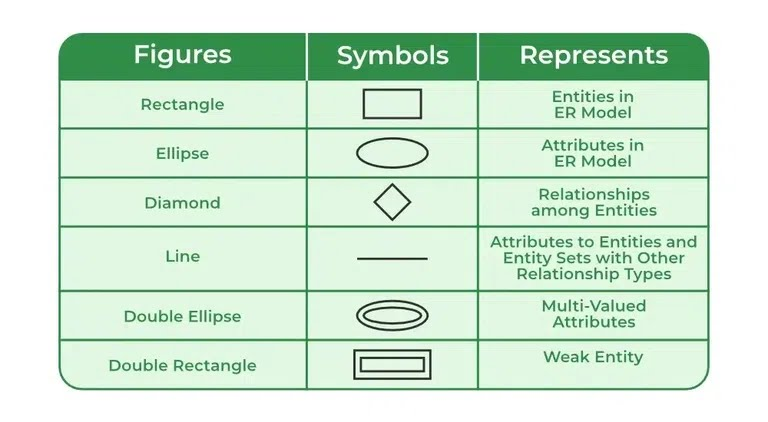 Figures Symbols Represents
Rectangle
Entities in
ER Model
Ellipse
Attributes in
ER Model
Diamond
Relationships
among Entities
Line
Attributes to Entities and
Entity Sets with Other
Relationship Types
Double Ellipse
Multi-Valued
Attributes
Double Rectangle
Weak Entity